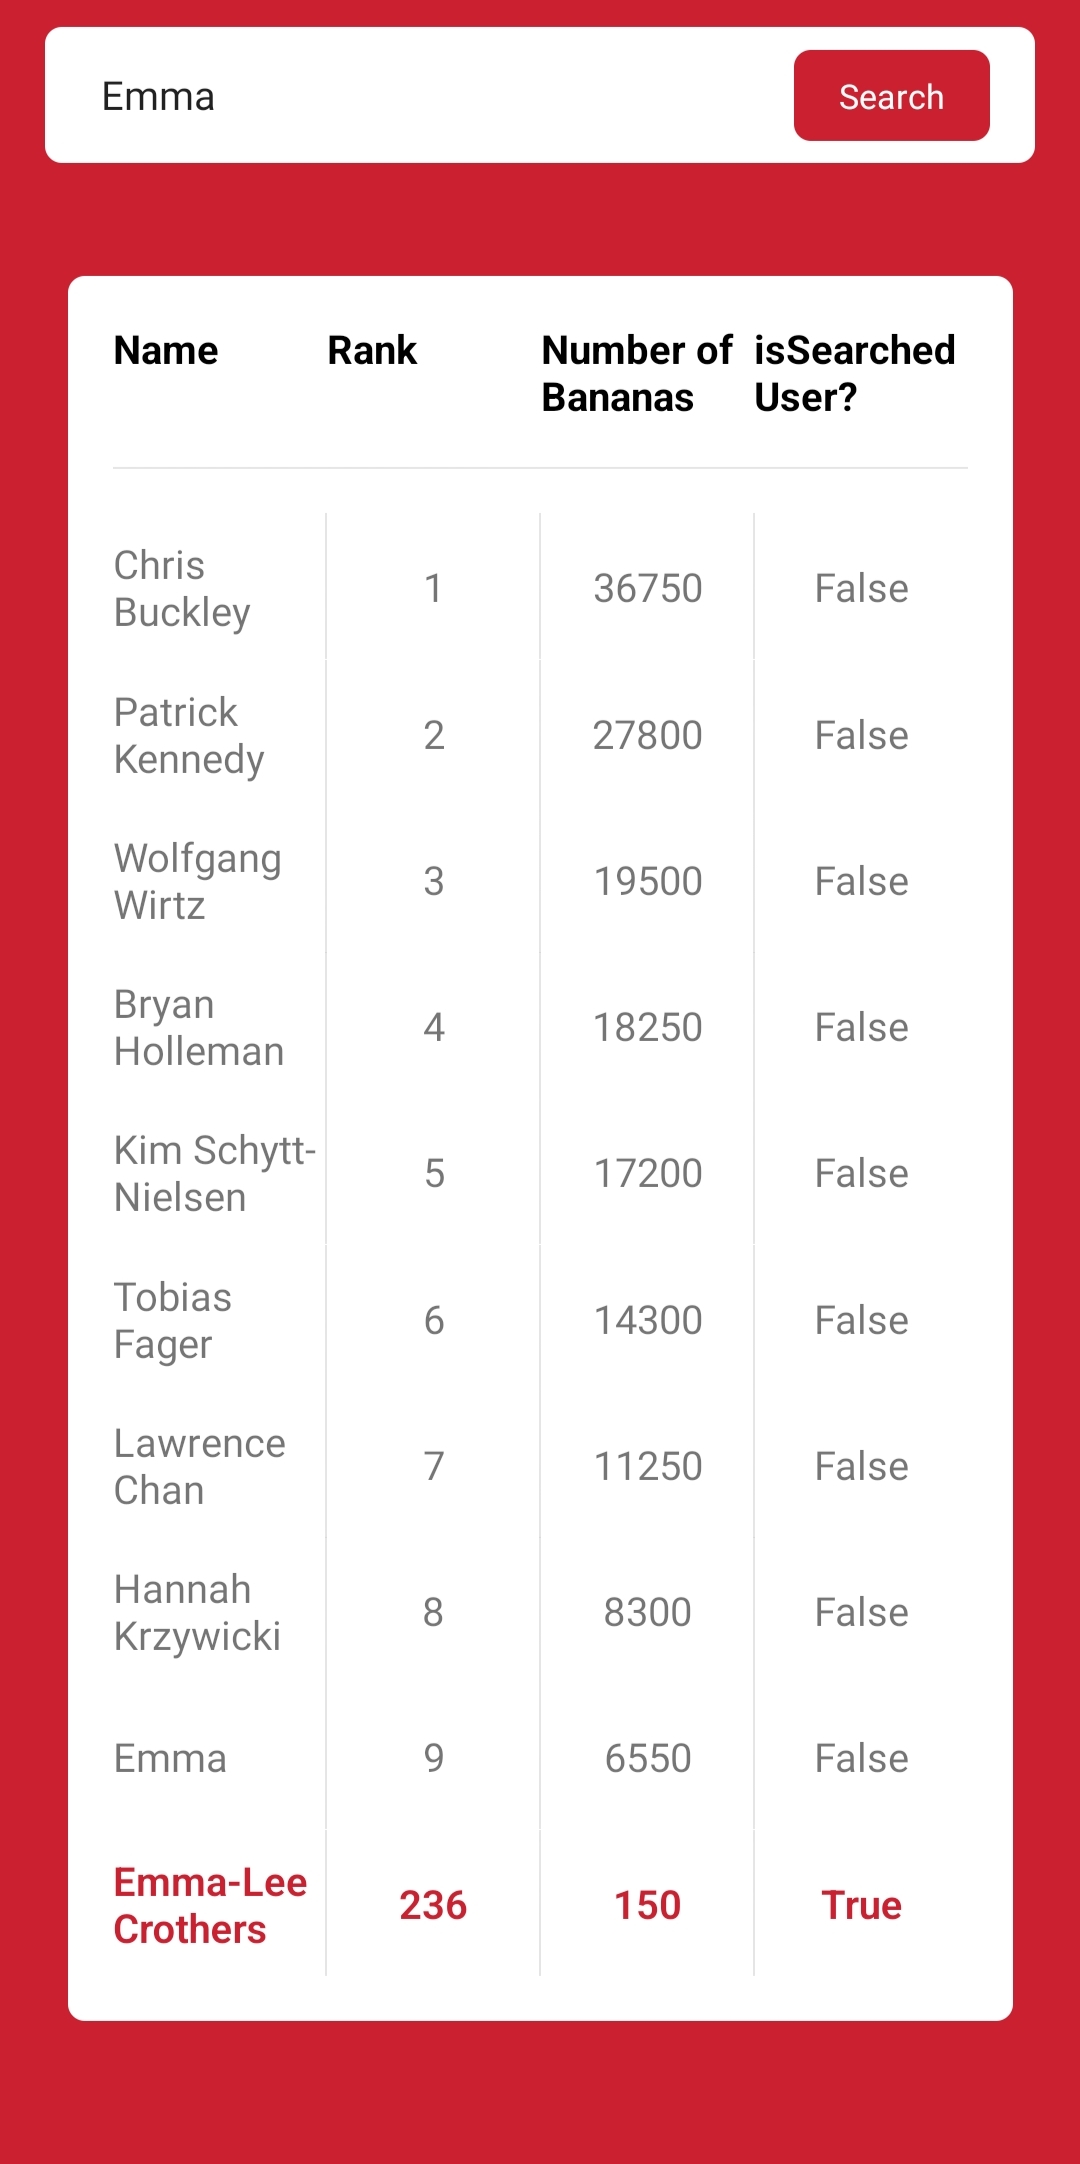 Emma
Search
Name Rank Number of isSearched
Bananas User?
Chris
Buckley 1 36750 False
Patrick
Kennedy 2 27800 False
Wolfgang
Wirtz 3 19500 False
Bryan
Holleman 4 18250 False
Kim Schytt-
Nielsen 5 17200 False
Tobias
Fager 6 14300 False
Lawrence
Chan 7 11250 False
Hannah
Krzywicki 8 8300 False
Emma 9 6550 False
Emma-Lee
Crothers 236 150 True